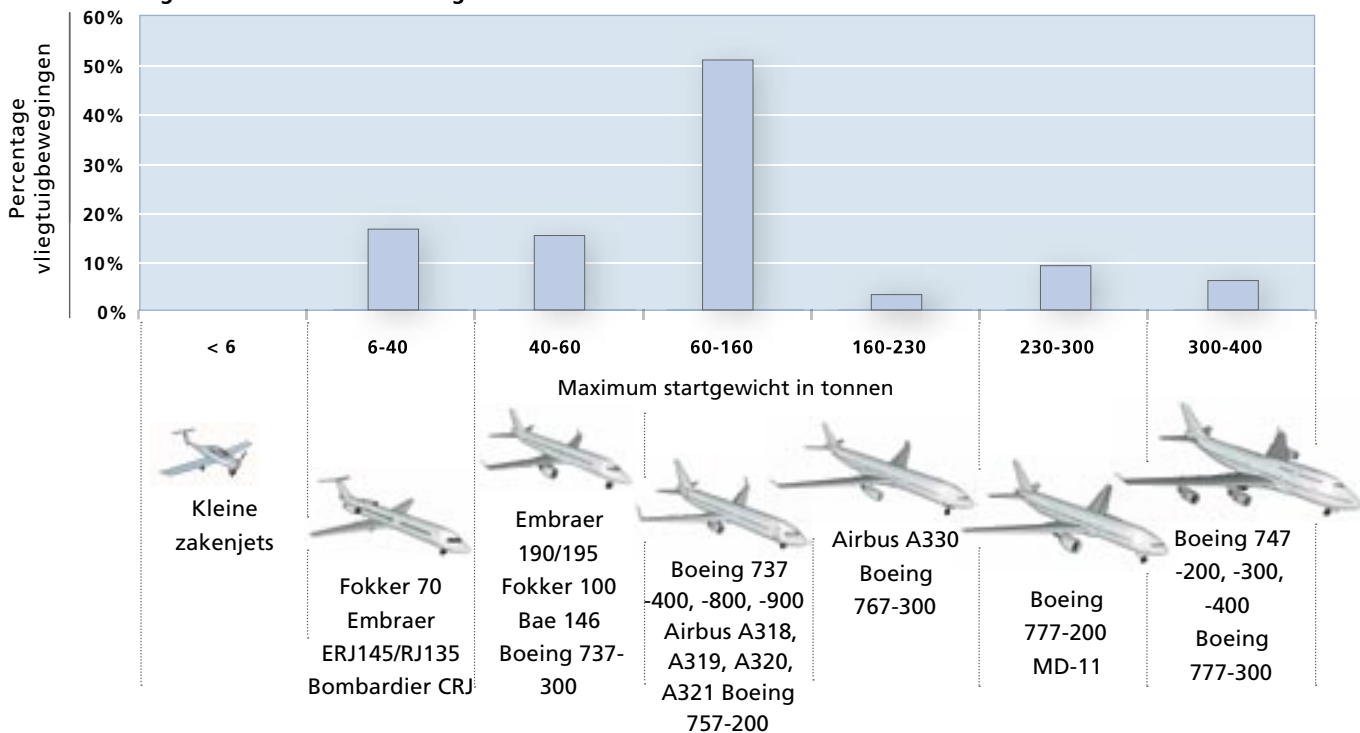 60%
50%
40%
30%
20%
10%
0%
Percentage
vliegtuigbewegingen
< 6
6-40
40-60
60-160
160-230
230-300
300-400
Maximum startgewicht in tonnen
Kleine
zakenjets
Fokker 70
Embraer
ERJ145/RJ135
Bombardier CRJ
Embraer
190/195
Fokker 100
Bae 146
Boeing 737-
300
Boeing 737
-400, -800, -900
Airbus A318,
A319, A320,
A321 Boeing
757-200
Airbus A330
Boeing
767-300
Boeing
777-200
MD-11
Boeing 747
-200, -300,
-400
Boeing
777-300